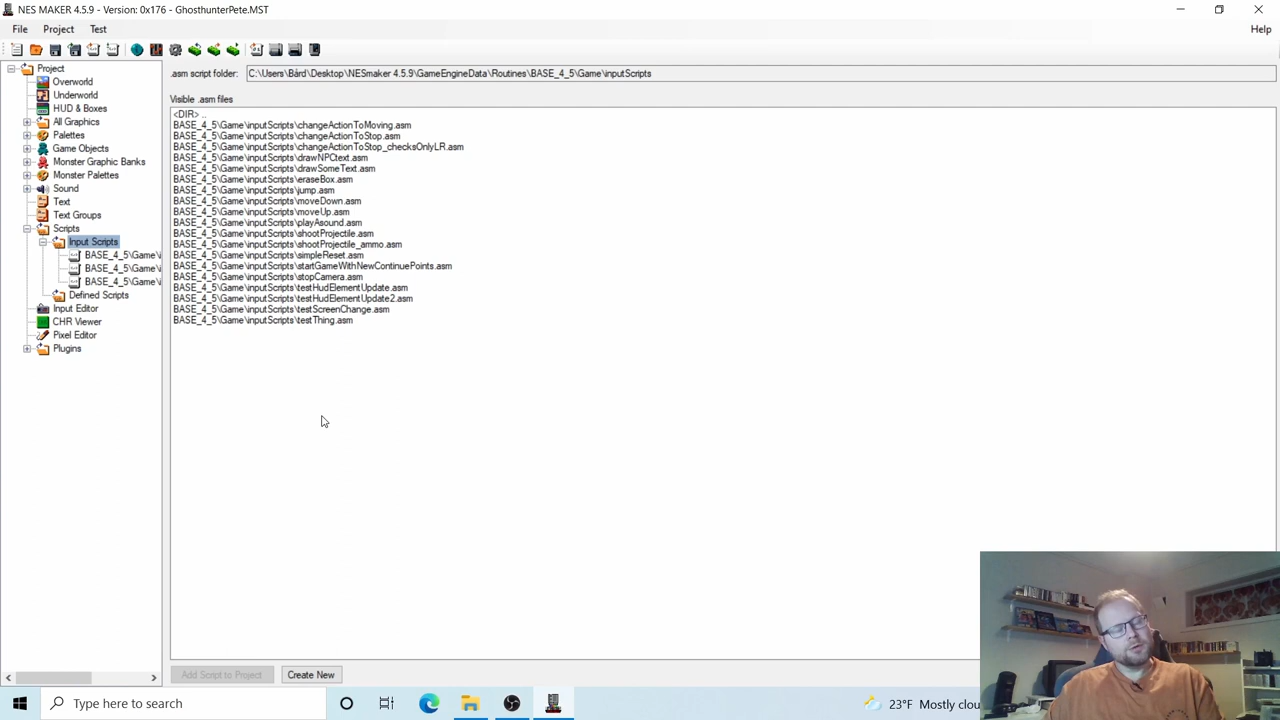 NES MAKER 4.5.9 - Version: 0x176 - GhosthunterPete.MST
File Project Test Help
.asm script folder: C:\Users\Bård\Desktop\NESmaker 4.5.9\GameEngineData\Routines\BASE_4_5\Game\inputScripts
Project
Overworld
Underworld
HUD & Boxes
All Graphics
Palettes
Game Objects
Monster Graphic Banks
Monster Palettes
Sound
Text
Text Groups
Scripts
Input Scripts
BASE_4_5\Game\i
BASE_4_5\Game\i
BASE_4_5\Game\i
Defined Scripts
Input Editor
CHR Viewer
Pixel Editor
Plugins
Visible .asm files
<DIR> ..
BASE_4_5\Game\inputScripts\changeActionToMoving.asm
BASE_4_5\Game\inputScripts\changeActionToStop.asm
BASE_4_5\Game\inputScripts\changeActionToStop_checksOnlyLR.asm
BASE_4_5\Game\inputScripts\drawNPCtext.asm
BASE_4_5\Game\inputScripts\drawSomeText.asm
BASE_4_5\Game\inputScripts\eraseBox.asm
BASE_4_5\Game\inputScripts\jump.asm
BASE_4_5\Game\inputScripts\moveDown.asm
BASE_4_5\Game\inputScripts\moveUp.asm
BASE_4_5\Game\inputScripts\playAsound.asm
BASE_4_5\Game\inputScripts\shootProjectile.asm
BASE_4_5\Game\inputScripts\shootProjectile_ammo.asm
BASE_4_5\Game\inputScripts\simpleReset.asm
BASE_4_5\Game\inputScripts\startGameWithNewContinuePoints.asm
BASE_4_5\Game\inputScripts\stopCamera.asm
BASE_4_5\Game\inputScripts\testHudElementUpdate.asm
BASE_4_5\Game\inputScripts\testHudElementUpdate2.asm
BASE_4_5\Game\inputScripts\testScreenChange.asm
BASE_4_5\Game\inputScripts\testThing.asm
Add Script to Project Create New
Type here to search 23°F Mostly clou